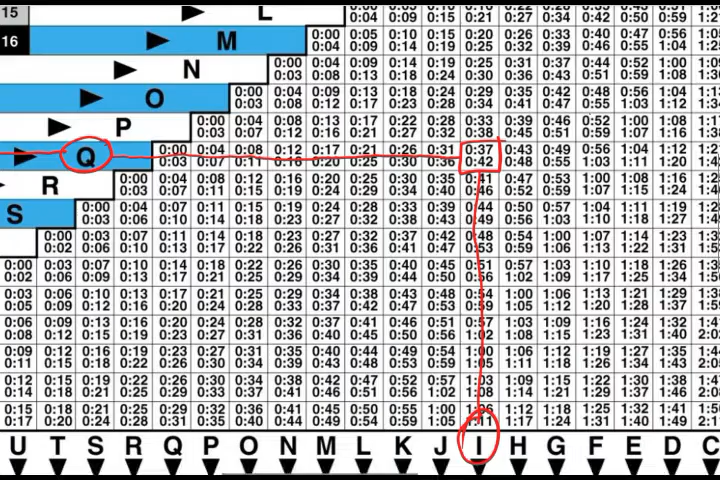 15 L
0:04 0:09 0:15 0:21 0:27 0:34 0:42 0:50 0:59
16 M 0:00 0:05 0:10 0:15 0:20 0:26 0:33 0:40 0:47 0:56
0:04 0:09 0:14 0:19 0:25 0:32 0:39 0:46 0:55 1:04
N 0:00 0:04 0:09 0:14 0:19 0:25 0:31 0:37 0:44 0:52 1:00
0:03 0:08 0:13 0:18 0:24 0:30 0:36 0:43 0:51 0:59 1:08
O 0:00 0:04 0:09 0:13 0:18 0:24 0:29 0:35 0:42 0:48 0:56 1:04
0:03 0:08 0:12 0:17 0:23 0:28 0:34 0:41 0:47 0:55 1:03 1:12
P 0:00 0:04 0:08 0:13 0:17 0:22 0:28 0:33 0:39 0:46 0:52 1:00 1:08
0:03 0:07 0:12 0:16 0:21 0:27 0:32 0:38 0:45 0:51 0:59 1:07 1:16
Q 0:00 0:04 0:08 0:12 0:17 0:21 0:26 0:31 0:37 0:43 0:49 0:56 1:04 1:12
0:03 0:07 0:11 0:20 0:25 0:36 0:42 0:48 0:55 1:03 1:11 1:20
R 0:00 0:04 0:08 0:12 0:16 0:20 0:25 0:30 0:35 0:41 0:47 0:53 1:00 1:08 1:16
0:03 0:07 0:11 0:15 0:19 0:24 0:29 0:34 0:40 0:46 0:52 0:59 1:07 1:15 1:24
S 0:00 0:04 0:07 0:11 0:15 0:19 0:24 0:28 0:33 0:39 0:44 0:50 0:57 1:04 1:11 1:19
0:03 0:06 0:10 0:14 0:18 0:23 0:27 0:32 0:38 0:43 0:49 0:56 1:03 1:10 1:18 1:27
0:00 0:03 0:07 0:11 0:14 0:18 0:23 0:27 0:32 0:37 0:42 0:48 0:54 1:00 1:07 1:14 1:23
0:02 0:06 0:10 0:13 0:17 0:22 0:26 0:31 0:36 0:41 0:47 0:53 0:59 1:06 1:13 1:22 1:31
0:00 0:03 0:07 0:10 0:14 0:18 0:22 0:26 0:30 0:35 0:40 0:45 0:51 0:57 1:03 1:10 1:18 1:26
0:02 0:06 0:09 0:13 0:17 0:21 0:25 0:29 0:34 0:39 0:44 0:50 0:56 1:02 1:09 1:17 1:25 1:34
0:03 0:06 0:10 0:13 0:17 0:21 0:25 0:29 0:34 0:38 0:43 0:48 0:54 1:00 1:06 1:13 1:21 1:29
0:05 0:09 0:12 0:16 0:20 0:24 0:28 0:33 0:37 0:42 0:47 0:53 0:59 1:05 1:12 1:20 1:28 1:37
0:06 0:09 0:13 0:16 0:20 0:24 0:28 0:32 0:37 0:41 0:46 0:51 0:57 1:03 1:09 1:16 1:24 1:32
0:08 0:12 0:15 0:19 0:23 0:27 0:31 0:36 0:40 0:45 0:50 0:56 1:02 1:08 1:15 1:23 1:31 1:40
0:09 0:12 0:16 0:19 0:23 0:27 0:31 0:35 0:40 0:44 0:49 0:54 1:00 1:06 1:12 1:19 1:27 1:35
0:11 0:15 0:18 0:22 0:26 0:30 0:34 0:39 0:43 0:48 0:53 0:59 1:05 1:11 1:18 1:26 1:34 1:43
0:12 0:15 0:19 0:22 0:26 0:30 0:34 0:38 0:42 0:47 0:52 0:57 1:03 1:09 1:15 1:22 1:30 1:38
0:14 0:18 0:21 0:25 0:29 0:33 0:37 0:41 0:46 0:51 0:56 1:02 1:08 1:14 1:21 1:29 1:37 1:46
0:15 0:18 0:21 0:25 0:29 0:32 0:36 0:41 0:45 0:50 0:55 1:00 1:12 1:18 1:25 1:32 1:41
0:17 0:20 0:24 0:28 0:31 0:35 0:40 0:44 0:49 0:54 0:59 1:05 1:11 1:17 1:24 1:31 1:40 1:49
U T S R Q P O N M L K J I H G F E D C